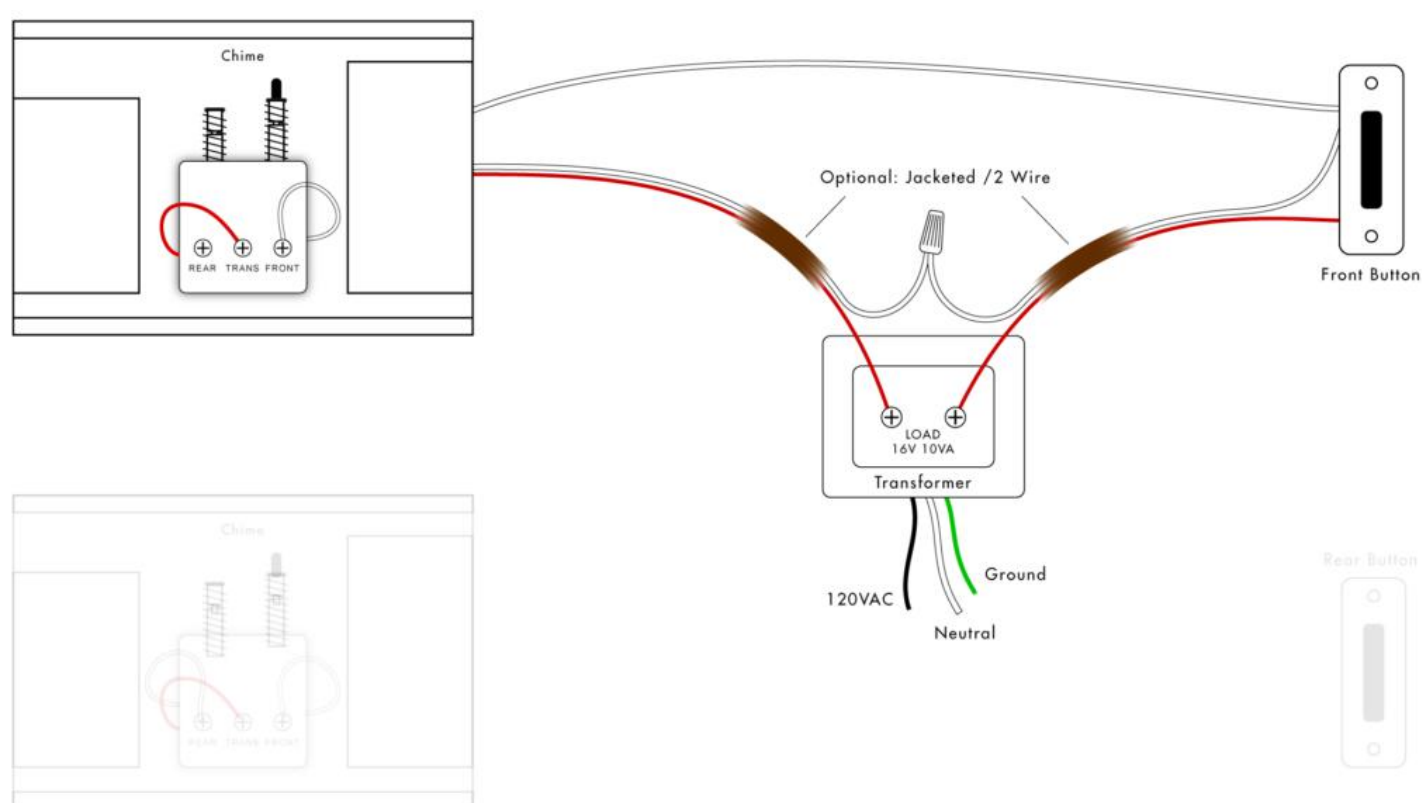 Chime
REAR TRANS FRONT
Optional: Jacketed /2 Wire
Front Button
LOAD
16V 10VA
Transformer
120VAC
Ground
Neutral
Chime
REAR TRANS FRONT
Rear Button